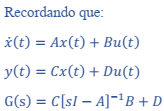 Recordando que:
ẋ(t) = Ax(t) + Bu(t)
y(t) = Cx(t) + Du(t)
G(s) = C[sI − A]⁻¹B + D